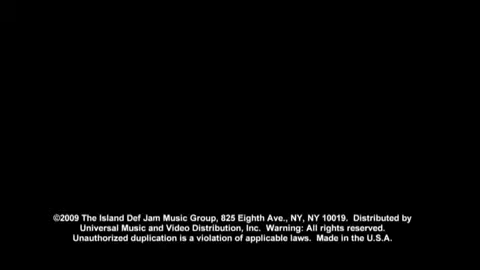 ©2009 The Island Def Jam Music Group, 825 Eighth Ave., NY, NY 10019.  Distributed by
Universal Music and Video Distribution, Inc.  Warning: All rights reserved.
Unauthorized duplication is a violation of applicable laws.  Made in the U.S.A.